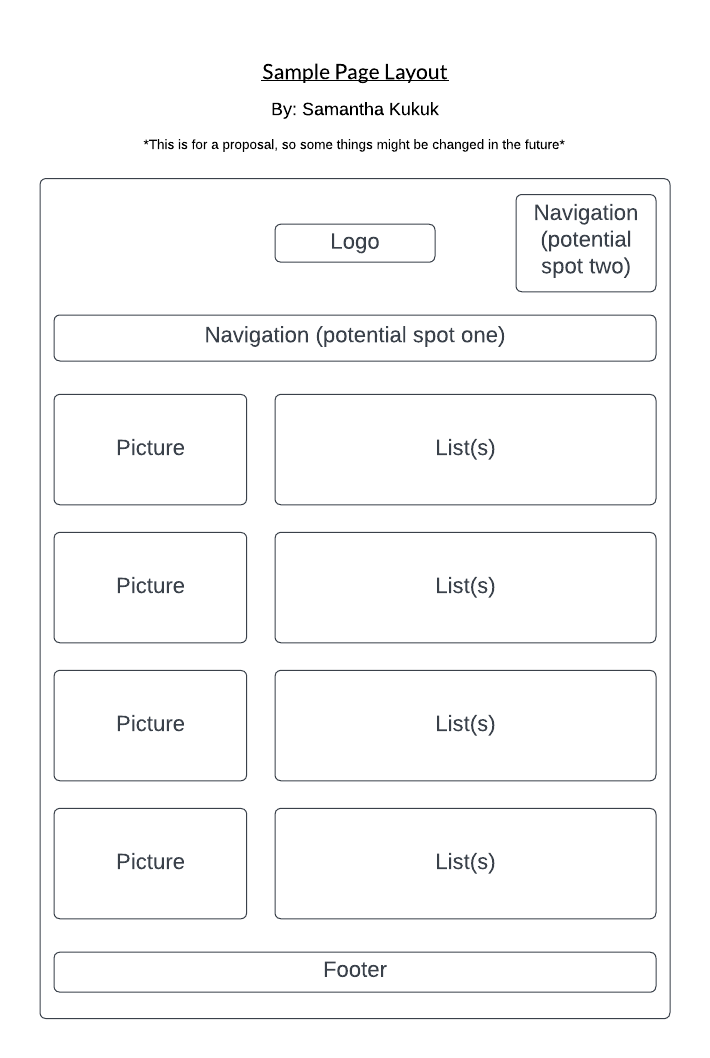 Sample Page Layout
By: Samantha Kukuk
*This is for a proposal, so some things might be changed in the future*
Logo
Navigation
(potential
spot two)
Navigation (potential spot one)
Picture
List(s)
Picture
List(s)
Picture
List(s)
Picture
List(s)
Footer